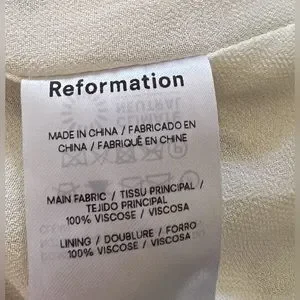 Reformation
MADE IN CHINA / FABRICADO EN
CHINA / FABRIQUÉ EN CHINE
MAIN FABRIC / TISSU PRINCIPAL /
TEJIDO PRINCIPAL
100% VISCOSE / VISCOSA
LINING / DOUBLURE / FORRO
100% VISCOSE / VISCOSA